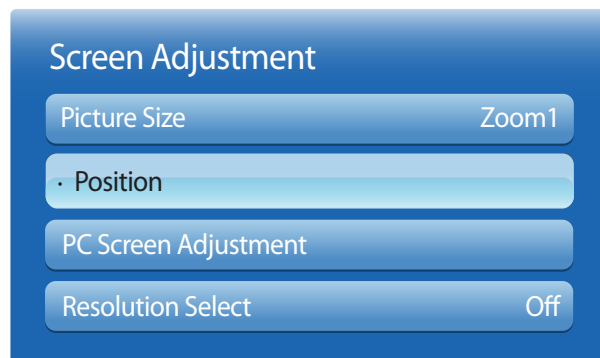 Screen Adjustment
Picture Size Zoom1
· Position
PC Screen Adjustment
Resolution Select Off